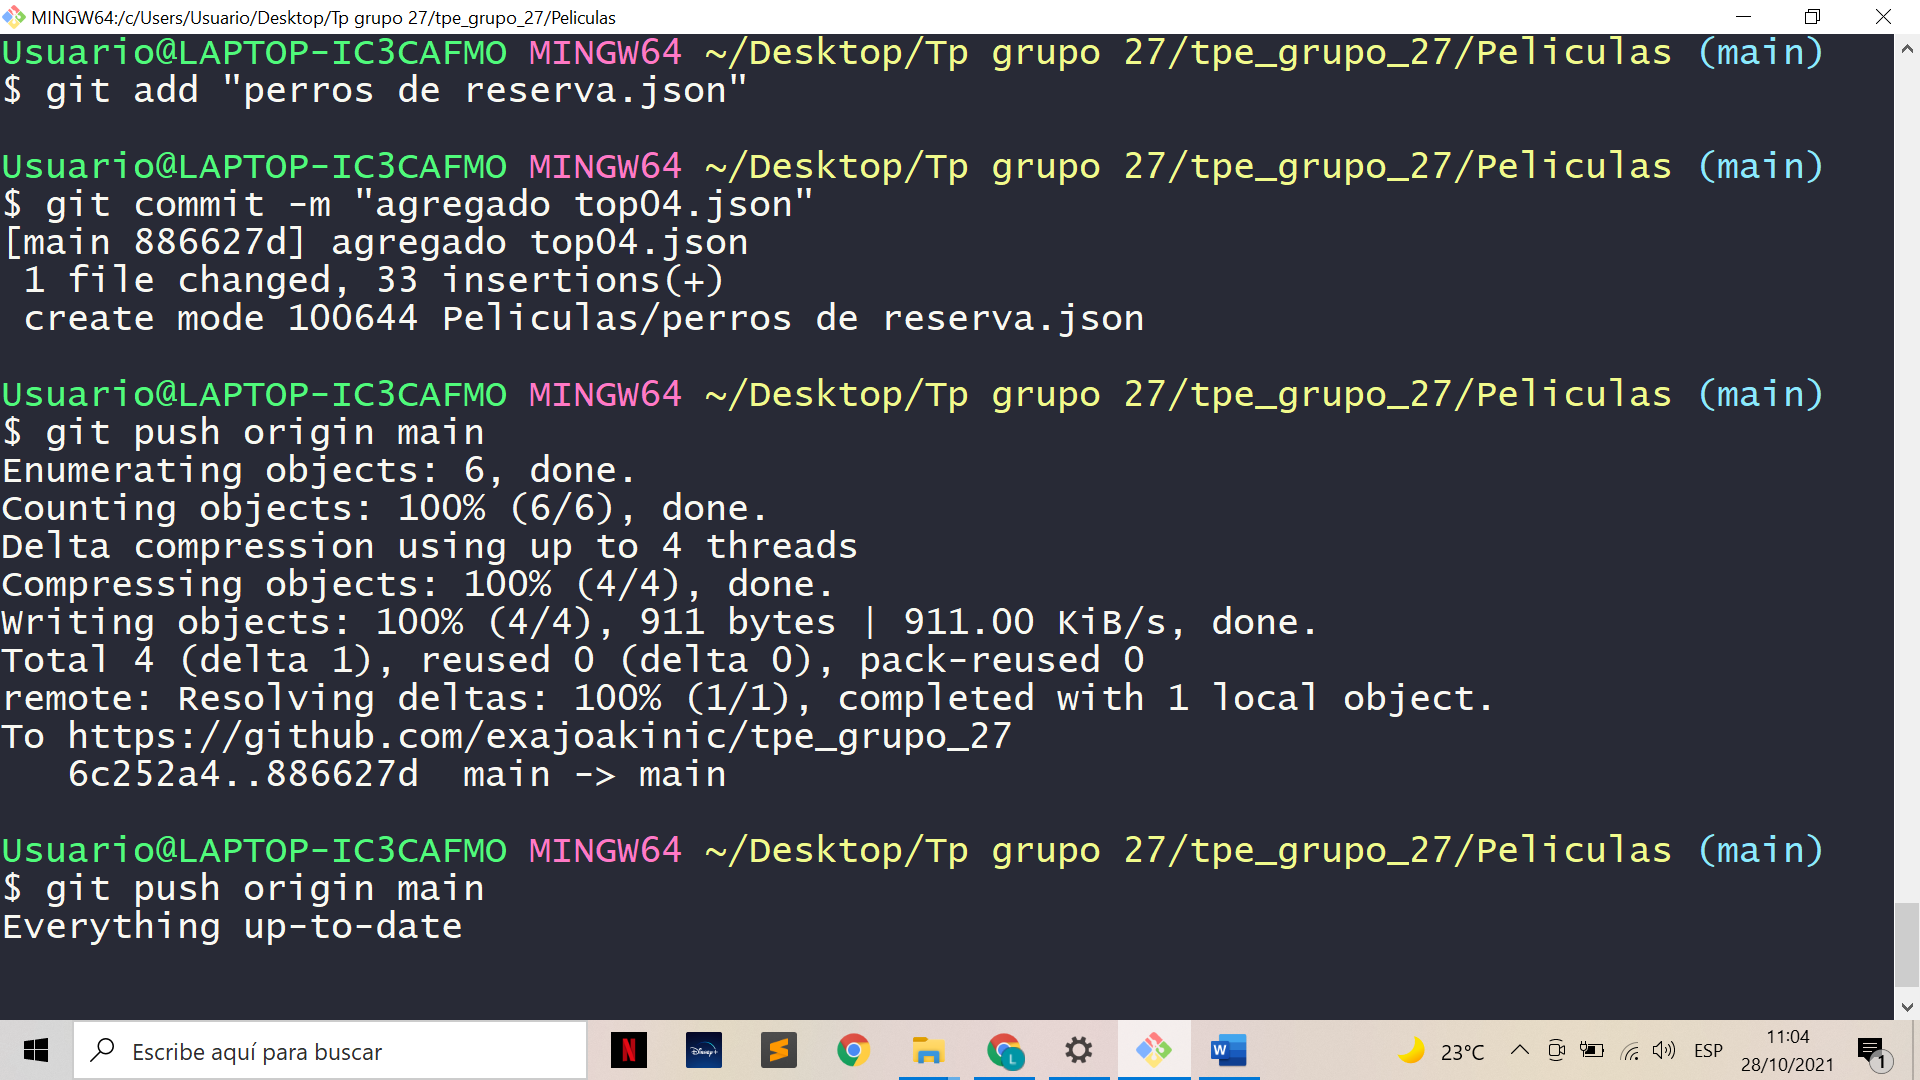 MINGW64:/c/Users/Usuario/Desktop/Tp grupo 27/tpe_grupo_27/Peliculas
Usuario@LAPTOP-IC3CAFMO MINGW64 ~/Desktop/Tp grupo 27/tpe_grupo_27/Peliculas (main)
$ git add "perros de reserva.json"
Usuario@LAPTOP-IC3CAFMO MINGW64 ~/Desktop/Tp grupo 27/tpe_grupo_27/Peliculas (main)
$ git commit -m "agregado top04.json"
[main 886627d] agregado top04.json
1 file changed, 33 insertions(+)
create mode 100644 Peliculas/perros de reserva.json
Usuario@LAPTOP-IC3CAFMO MINGW64 ~/Desktop/Tp grupo 27/tpe_grupo_27/Peliculas (main)
$ git push origin main
Enumerating objects: 6, done.
Counting objects: 100% (6/6), done.
Delta compression using up to 4 threads
Compressing objects: 100% (4/4), done.
Writing objects: 100% (4/4), 911 bytes | 911.00 KiB/s, done.
Total 4 (delta 1), reused 0 (delta 0), pack-reused 0
remote: Resolving deltas: 100% (1/1), completed with 1 local object.
To https://github.com/exajoakinic/tpe_grupo_27
6c252a4..886627d  main -> main
Usuario@LAPTOP-IC3CAFMO MINGW64 ~/Desktop/Tp grupo 27/tpe_grupo_27/Peliculas (main)
$ git push origin main
Everything up-to-date
Escribe aquí para buscar
N
Disney+
S
L
W
23°C
ESP
11:04
28/10/2021
1